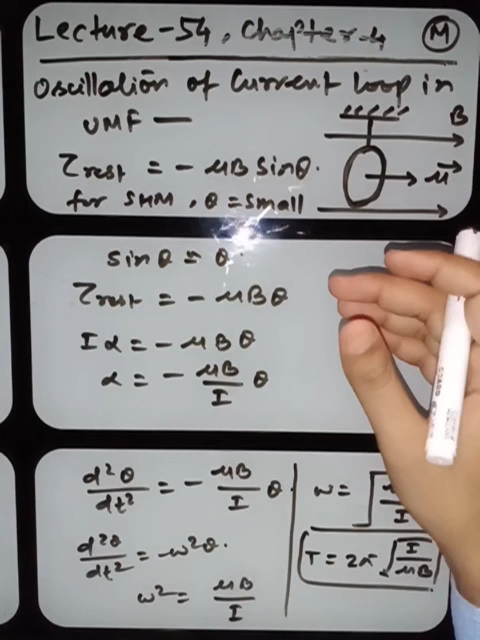 Lecture-54, Chapter-4 M
Oscillation of Current Loop in
UMF —
τrest = - μB sinθ.
for SHM, θ = small
B
μ⃗
sinθ = θ
τrest = - μBθ
Iα = - μBθ
α = - μB/I θ
d²θ/dt² = - μB/I θ
d²θ/dt² = - ω²θ.
ω² = μB/I
ω = √
T = 2π √I/μB